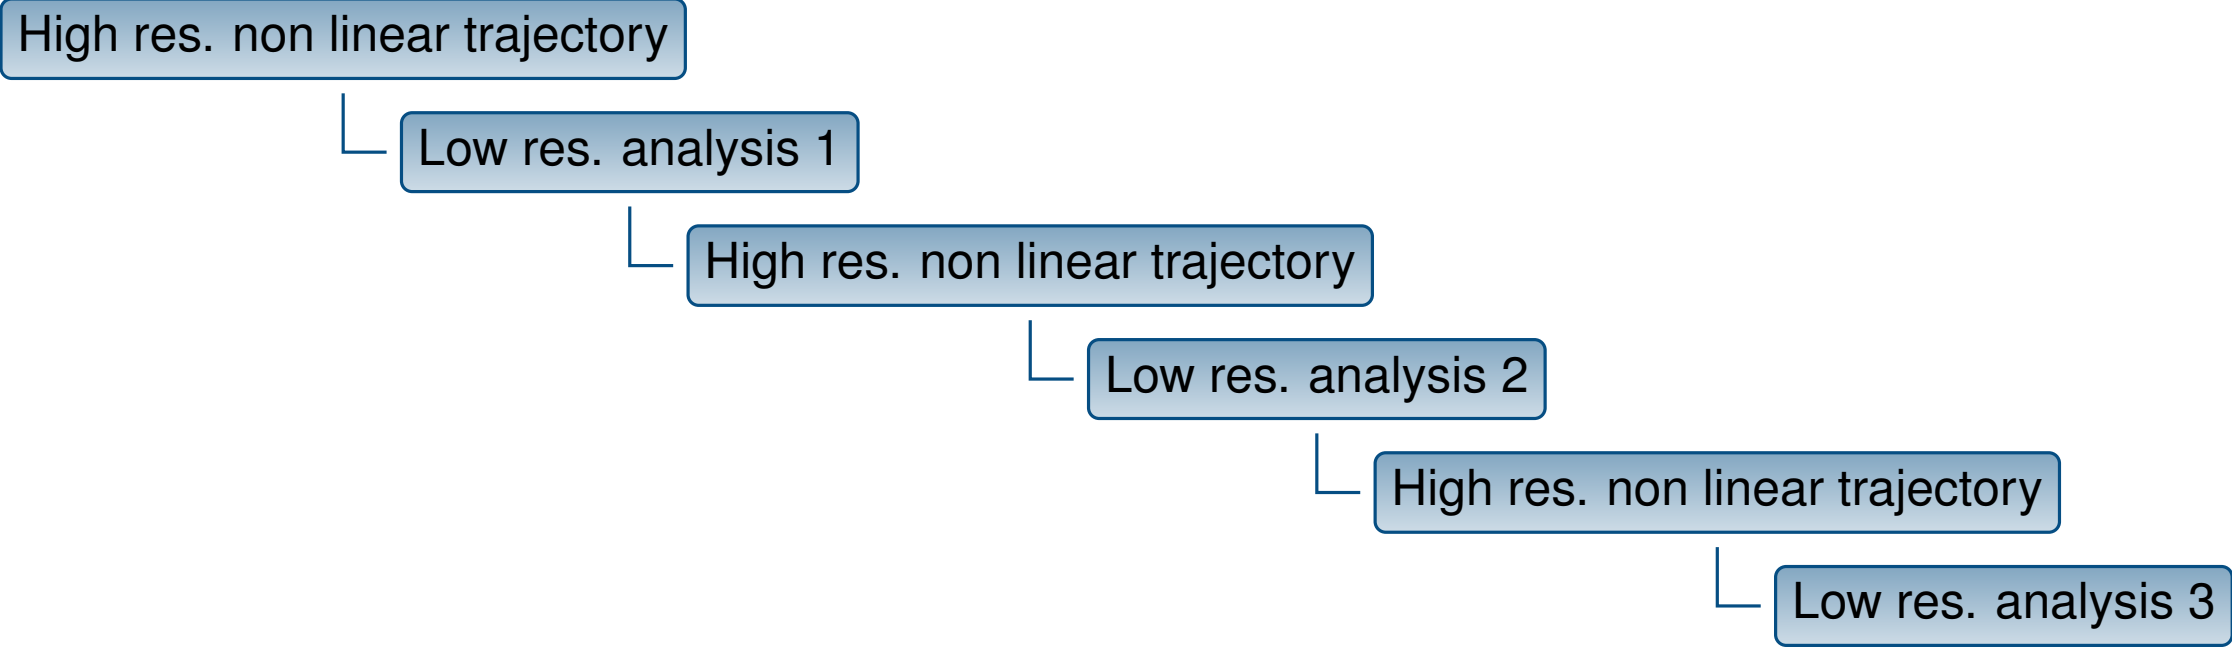 High res. non linear trajectory
Low res. analysis 1
High res. non linear trajectory
Low res. analysis 2
High res. non linear trajectory
Low res. analysis 3